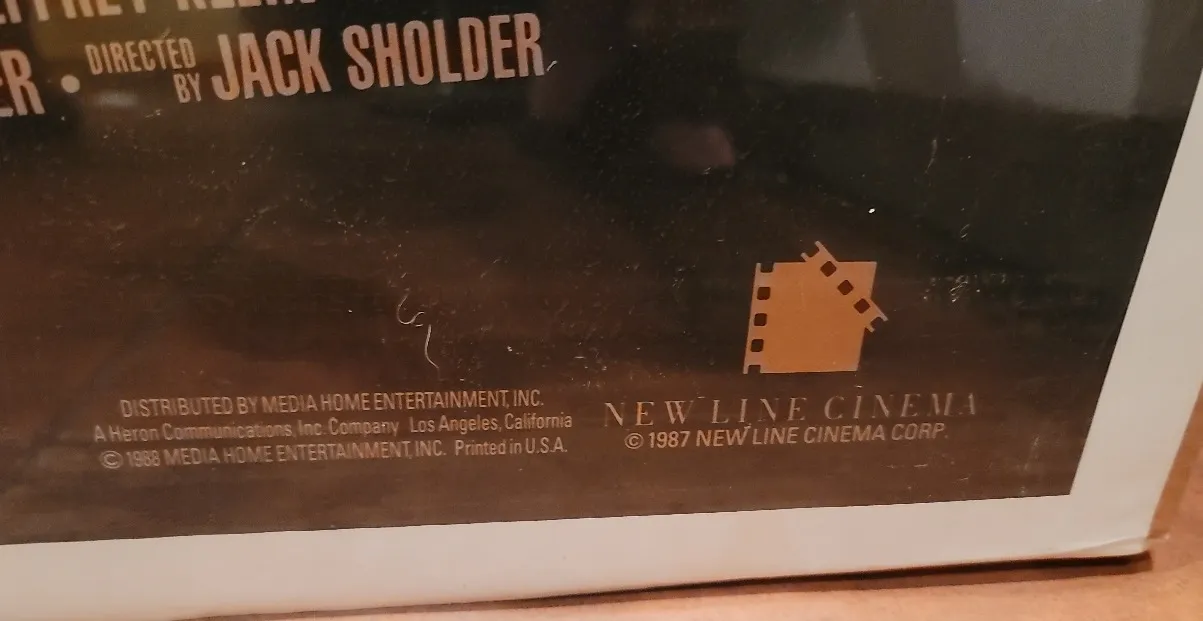 • DIRECTED BY JACK SHOLDER
DISTRIBUTED BY MEDIA HOME ENTERTAINMENT, INC.
A Heron Communications, Inc. Company Los Angeles, California
© 1988 MEDIA HOME ENTERTAINMENT, INC. Printed in U.S.A.
NEW LINE CINEMA
© 1987 NEW LINE CINEMA CORP.